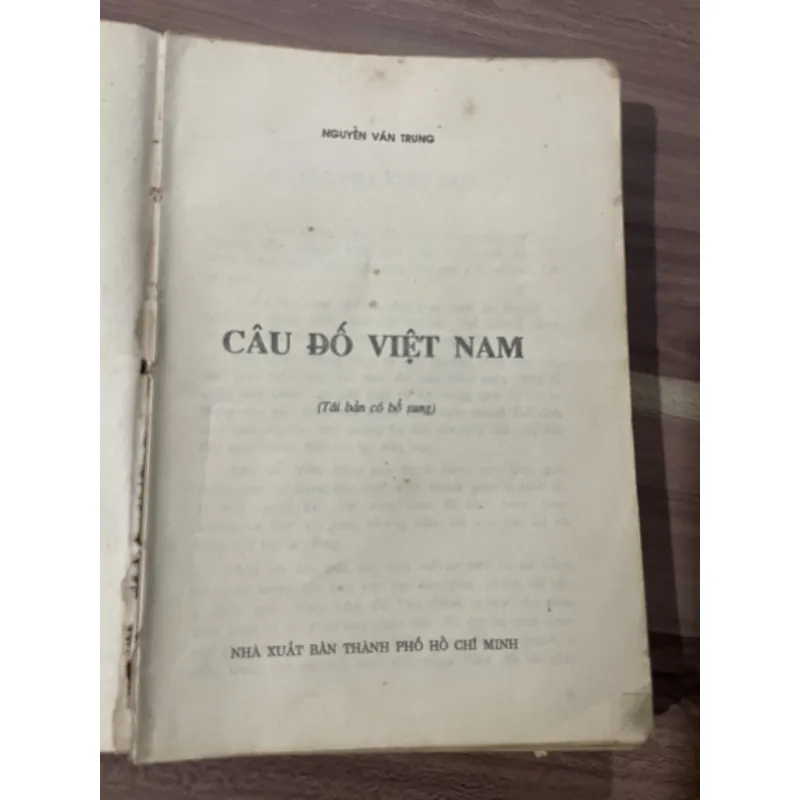 NGUYỄN VĂN TRUNG
CÂU ĐỐ VIỆT NAM
(Tái bản có bổ sung)
NHÀ XUẤT BẢN THÀNH PHỐ HỒ CHÍ MINH